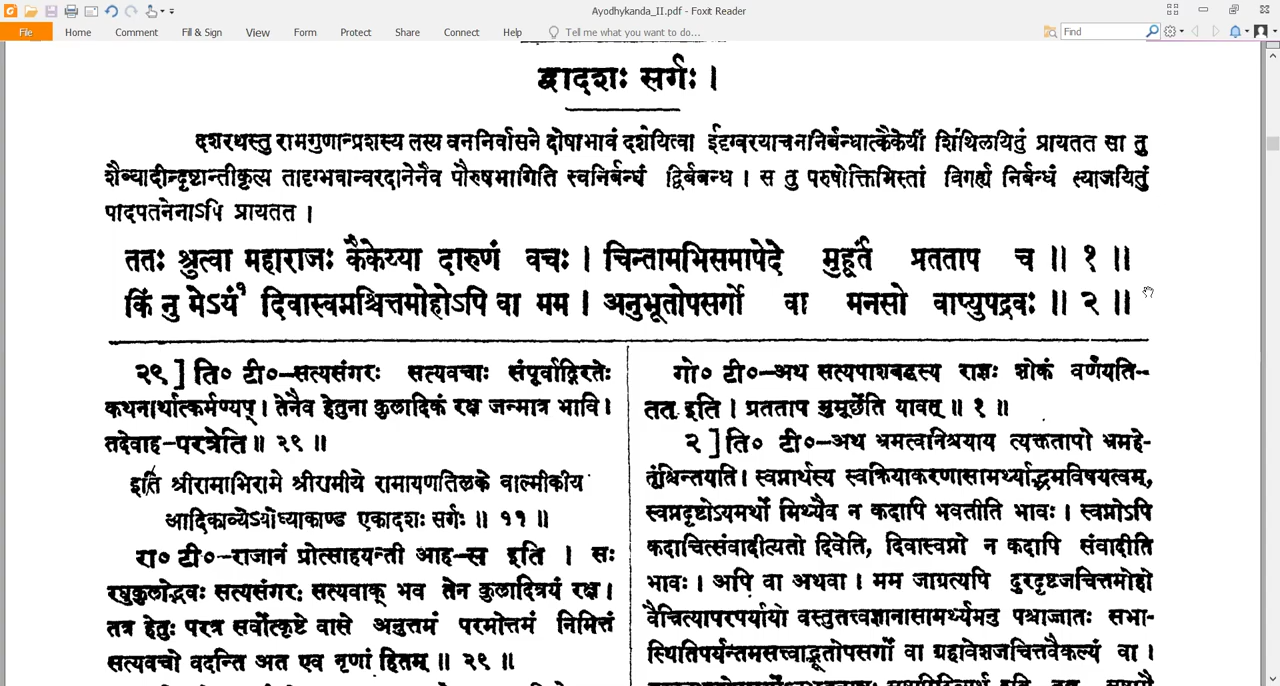 Ayodhykanda_II.pdf - Foxit Reader
File Home Comment Fill & Sign View Form Protect Share Connect Help Tell me what you want to do... Find
द्वादशः सर्गः ।
दशरथस्तु रामगुणान्प्रशस्य तस्य वननिर्वासने दोषाभावं दर्शयित्वा ईदृग्वरयाचननिर्बन्धात्कैकेयीं शिथिलयितुं प्रायतत सा तु
शैब्यादीन्दृष्टान्तीकृत्य तादृग्भवान्वरदानेनैव पौरुषभागिति स्वनिर्बन्धं द्विर्बबन्ध । स तु परुषोक्तिभिस्तां विगर्ह्य निर्बन्धं त्याजयितुं
पादपतनेनाऽपि प्रायतत ।
ततः श्रुत्वा महाराजः कैकेय्या दारुणं वचः । चिन्तामभिसमापेदे मुहूर्तं प्रतताप च ॥ १ ॥
किं नु मेऽयं१ दिवास्वप्नश्चित्तमोहोऽपि वा मम । अनुभूतोपसर्गो वा मनसो वाप्युपद्रवः ॥ २ ॥
२९ ] ति० टी०–सत्यसंगरः सत्यवचाः संपूर्वाद्गिरतेः
कथनार्थात्कर्मण्यप् । तेनैव हेतुना कुलादिकं रक्ष जन्मात्र भावि ।
तदेवाह–परत्रेति ॥ २९ ॥
इति श्रीरामाभिरामे श्रीरामीये रामायणतिलके वाल्मीकीय
आदिकाव्येऽयोध्याकाण्ड एकादशः सर्गः ॥ ११ ॥
रा० टी०–राजानं प्रोत्साहयन्ती आह–स इति । सः
रघुकुलोद्भवः सत्यसंगरः सत्यवाक् भव तेन कुलादित्रयं रक्ष ।
तत्र हेतुः परत्र सर्वोत्कृष्टे वासे अनुत्तमं परमोत्तमं निमित्तं
सत्यवचो वदन्ति अत एव नृणां हितम् ॥ २९ ॥
गो० टी०–अथ सत्यपाशबद्धस्य राज्ञः शोकं वर्णयति–
तत इति । प्रतताप मुमूर्छेति यावत् ॥ १ ॥
२ ] ति० टी०–अथ भ्रमत्वनिश्चयाय त्यक्ततापो भ्रमहे-
तूंश्चिन्तयति । स्वप्नार्थस्य स्वक्रियाकरणासामर्थ्याद्भ्रमविषयत्वम्,
स्वप्नदृष्टोऽयमर्थो मिथ्यैव न कदापि भवतीति भावः । स्वप्नोऽपि
कदाचित्संवादीत्यतो दिवेति, दिवास्वप्नो न कदापि संवादीति
भावः । अपि वा अथवा । मम जाग्रत्यपि दुरदृष्टजचित्तमोहो
वैचित्यापरपर्यायो वस्तुतत्त्वज्ञानासामर्थ्यमनु पश्चाज्जातः सभा-
स्थितिपर्यन्तमसत्त्वाद्भूतोपसर्गो वा ग्रहावेशजचित्तवैकल्यं वा ।